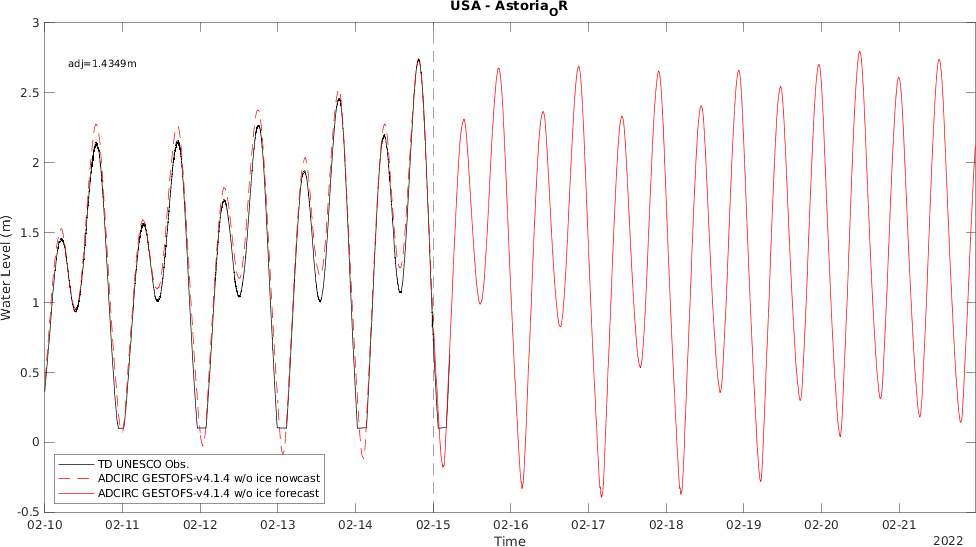 USA - Astoria_OR
adj=1.4349m
3
2.5
2
1.5
1
0.5
0
-0.5
Water Level (m)
TD UNESCO Obs.
ADCIRC GESTOFS-v4.1.4 w/o ice nowcast
ADCIRC GESTOFS-v4.1.4 w/o ice forecast
02-10 02-11 02-12 02-13 02-14 02-15 02-16 02-17 02-18 02-19 02-20 02-21
Time
2022